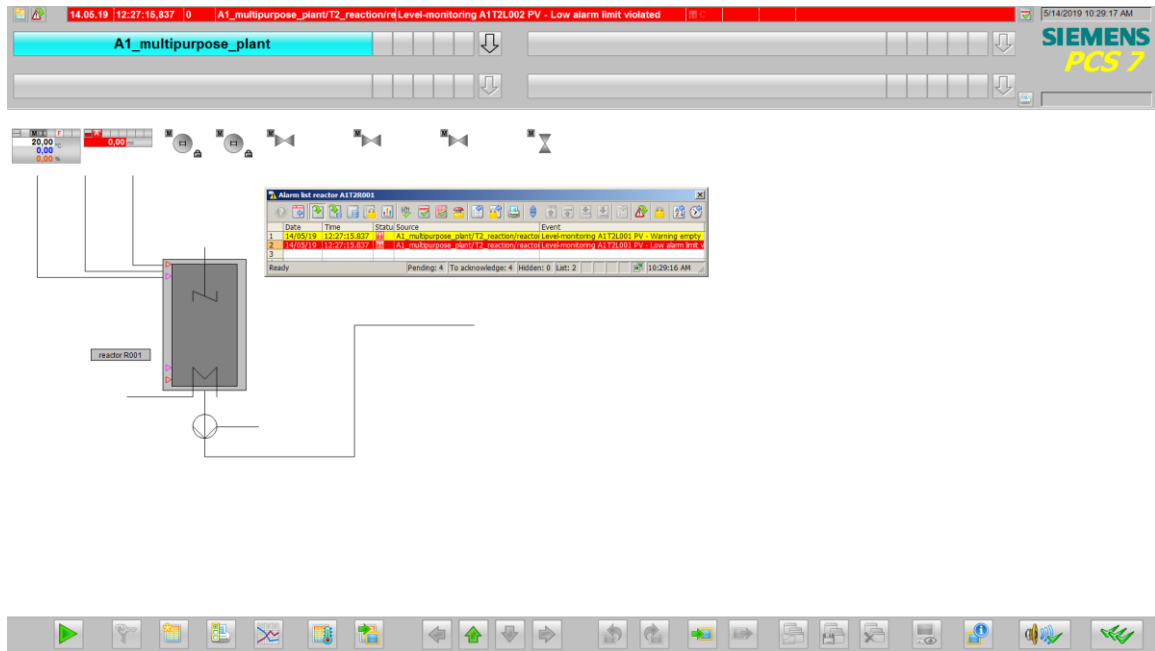 14.05.19 12:27:15,837 0 A1_multipurpose_plant/T2_reaction/re Level-monitoring A1T2L002 PV - Low alarm limit violated C
5/14/2019 10:29:17 AM
A1_multipurpose_plant
SIEMENS
PCS 7
M F
20,00 °C
0,00
0,00 %
0,00
M M M M M M
Alarm list reactor A1T2R001
Date Time Statu Source Event
1 14/05/19 12:27:15.837 A1_multipurpose_plant/T2_reaction/reacto Level-monitoring A1T2L001 PV - Warning empty
2 14/05/19 12:27:15.837 A1_multipurpose_plant/T2_reaction/reacto Level-monitoring A1T2L001 PV - Low alarm limit v
3
Ready Pending: 4 To acknowledge: 4 Hidden: 0 List: 2 10:29:16 AM
reactor R001